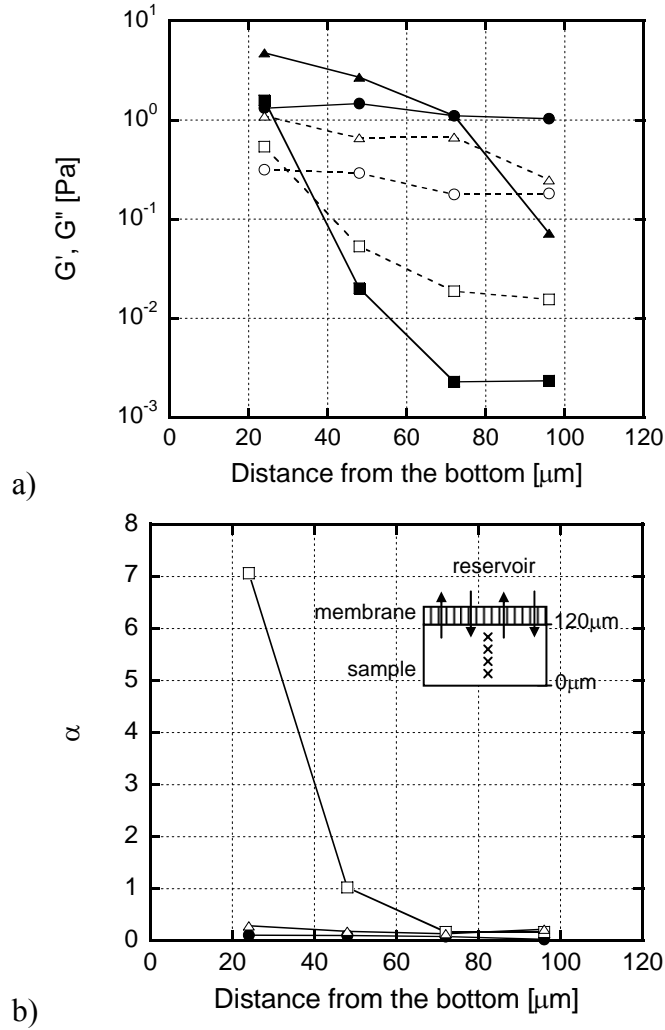 10^1
10^0
10^-1
10^-2
10^-3
G', G" [Pa]
0 20 40 60 80 100 120
Distance from the bottom [μm]
a)
8
7
6
5
4
3
2
1
0
α
reservoir
membrane
120μm
sample
0μm
0 20 40 60 80 100 120
Distance from the bottom [μm]
b)